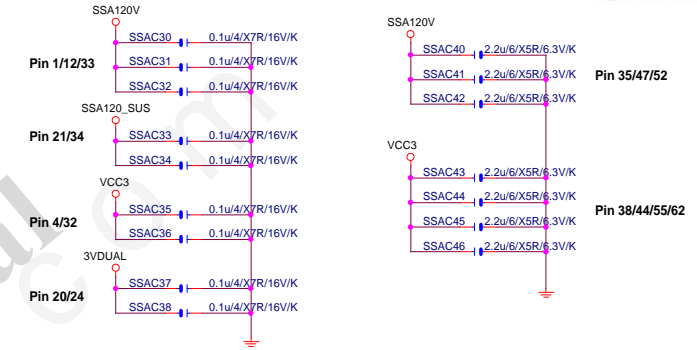 SSA120V
SSAC30 0.1u/4/X7R/16V/K
Pin 1/12/33
SSAC31 0.1u/4/X7R/16V/K
SSAC32 0.1u/4/X7R/16V/K
SSA120_SUS
Pin 21/34
SSAC33 0.1u/4/X7R/16V/K
SSAC34 0.1u/4/X7R/16V/K
VCC3
SSAC35 0.1u/4/X7R/16V/K
Pin 4/32
SSAC36 0.1u/4/X7R/16V/K
3VDUAL
SSAC37 0.1u/4/X7R/16V/K
Pin 20/24
SSAC38 0.1u/4/X7R/16V/K
SSA120V
SSAC40 2.2u/6/X5R/6.3V/K
SSAC41 2.2u/6/X5R/6.3V/K
Pin 35/47/52
SSAC42 2.2u/6/X5R/6.3V/K
VCC3
SSAC43 2.2u/6/X5R/6.3V/K
SSAC44 2.2u/6/X5R/6.3V/K
Pin 38/44/55/62
SSAC45 2.2u/6/X5R/6.3V/K
SSAC46 2.2u/6/X5R/6.3V/K
al
com